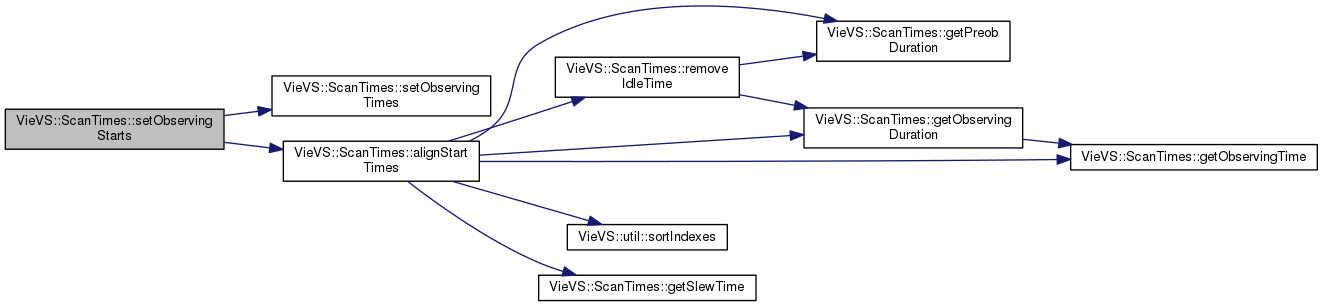 VieVS::ScanTimes::setObserving
Starts
VieVS::ScanTimes::setObserving
Times
VieVS::ScanTimes::alignStart
Times
VieVS::ScanTimes::remove
IdleTime
VieVS::ScanTimes::getPreob
Duration
VieVS::ScanTimes::getObserving
Duration
VieVS::ScanTimes::getObservingTime
VieVS::util::sortIndexes
VieVS::ScanTimes::getSlewTime